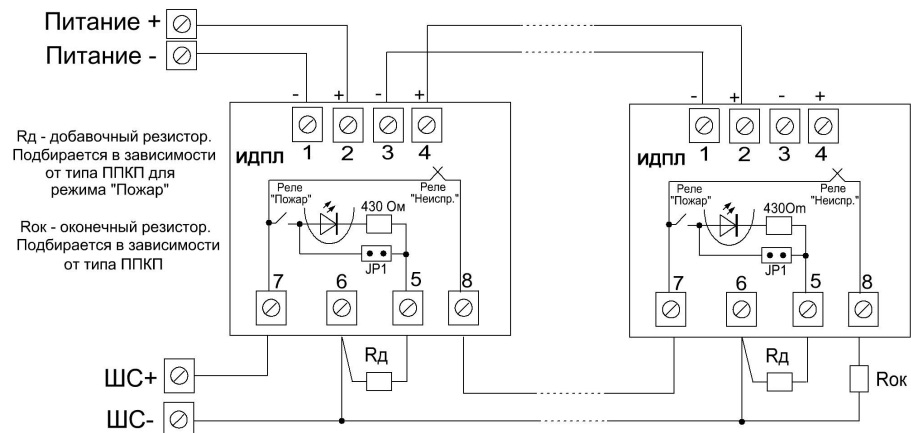 Питание +
Питание -
- + - +
1 2 3 4
ИДПЛ
Реле "Пожар"
430 Ом
Реле "Неиспр."
JP1
7 6 5 8
- + - +
1 2 3 4
ИДПЛ
Реле "Пожар"
430Om
Реле "Неиспр."
JP1
7 6 5 8
Rд - добавочный резистор.
Подбирается в зависимости
от типа ППКП для
режима "Пожар"
Rок - оконечный резистор.
Подбирается в зависимости
от типа ППКП
ШС+
ШС-
Rд
Rд
Rок